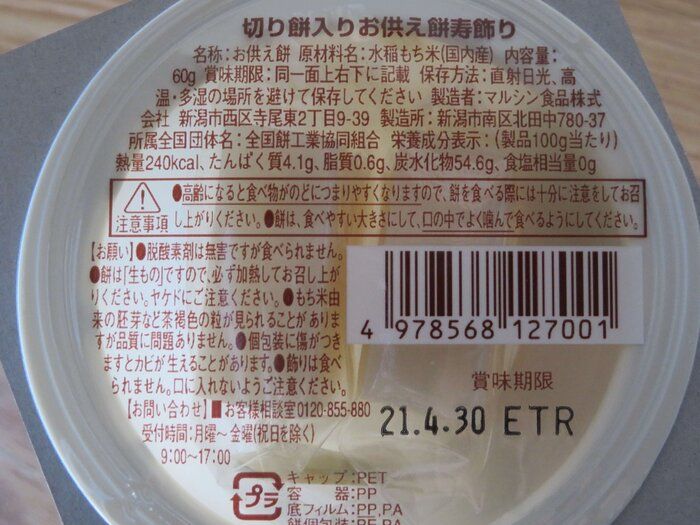 切り餅入りお供え餅寿飾り
名称:お供え餅 原材料名:水稲もち米(国内産) 内容量:
60g 賞味期限:同一面上右下に記載 保存方法:直射日光、高
温・多湿の場所を避けて保存してください 製造者:マルシン食品株式
会社 新潟市西区寺尾東2丁目9-39 製造所:新潟市南区北田中780-37
所属全国団体名:全国餅工業協同組合 栄養成分表示:(製品100g当たり)
熱量240kcal、たんぱく質4.1g、脂質0.6g、炭水化物54.6g、食塩相当量0g
注意事項
●高齢になると食べ物がのどにつまりやすくなりますので、餅を食べる際には十分に注意をしてお召
し上がりください。●餅は、食べやすい大きさにして、口の中でよく噛んで食べるようにしてください。
【お願い】●脱酸素剤は無害ですが食べられません。
●餅は「生もの」ですので、必ず加熱してお召し上が
りください。ヤケドにご注意ください。●もち米由
来の胚芽など茶褐色の粒が見られることがありま
すが品質に問題ありません。●個包装に傷がつき
ますとカビが生えることがあります。●飾りは食べ
られません。口に入れないようご注意ください。
【お問い合わせ】■お客様相談室0120-855-880
受付時間:月曜~金曜(祝日を除く)
9:00~17:00
4 978568 127001
賞味期限
21.4.30 ETR
プラ
キャップ:PET
容器:PP
底フィルム:PP,PA
餅個包装:PE,PA